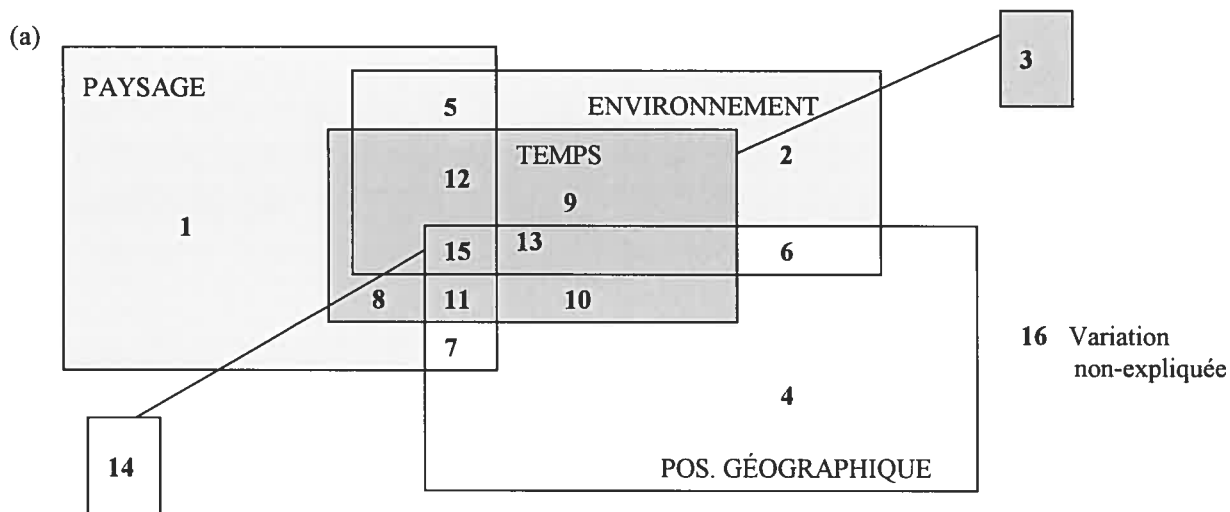 (a)
3
PAYSAGE
5
ENVIRONNEMENT
TEMPS
2
12
9
1
15
13
6
8
11
10
7
16 Variation
non-expliquée
4
14
POS. GÉOGRAPHIQUE